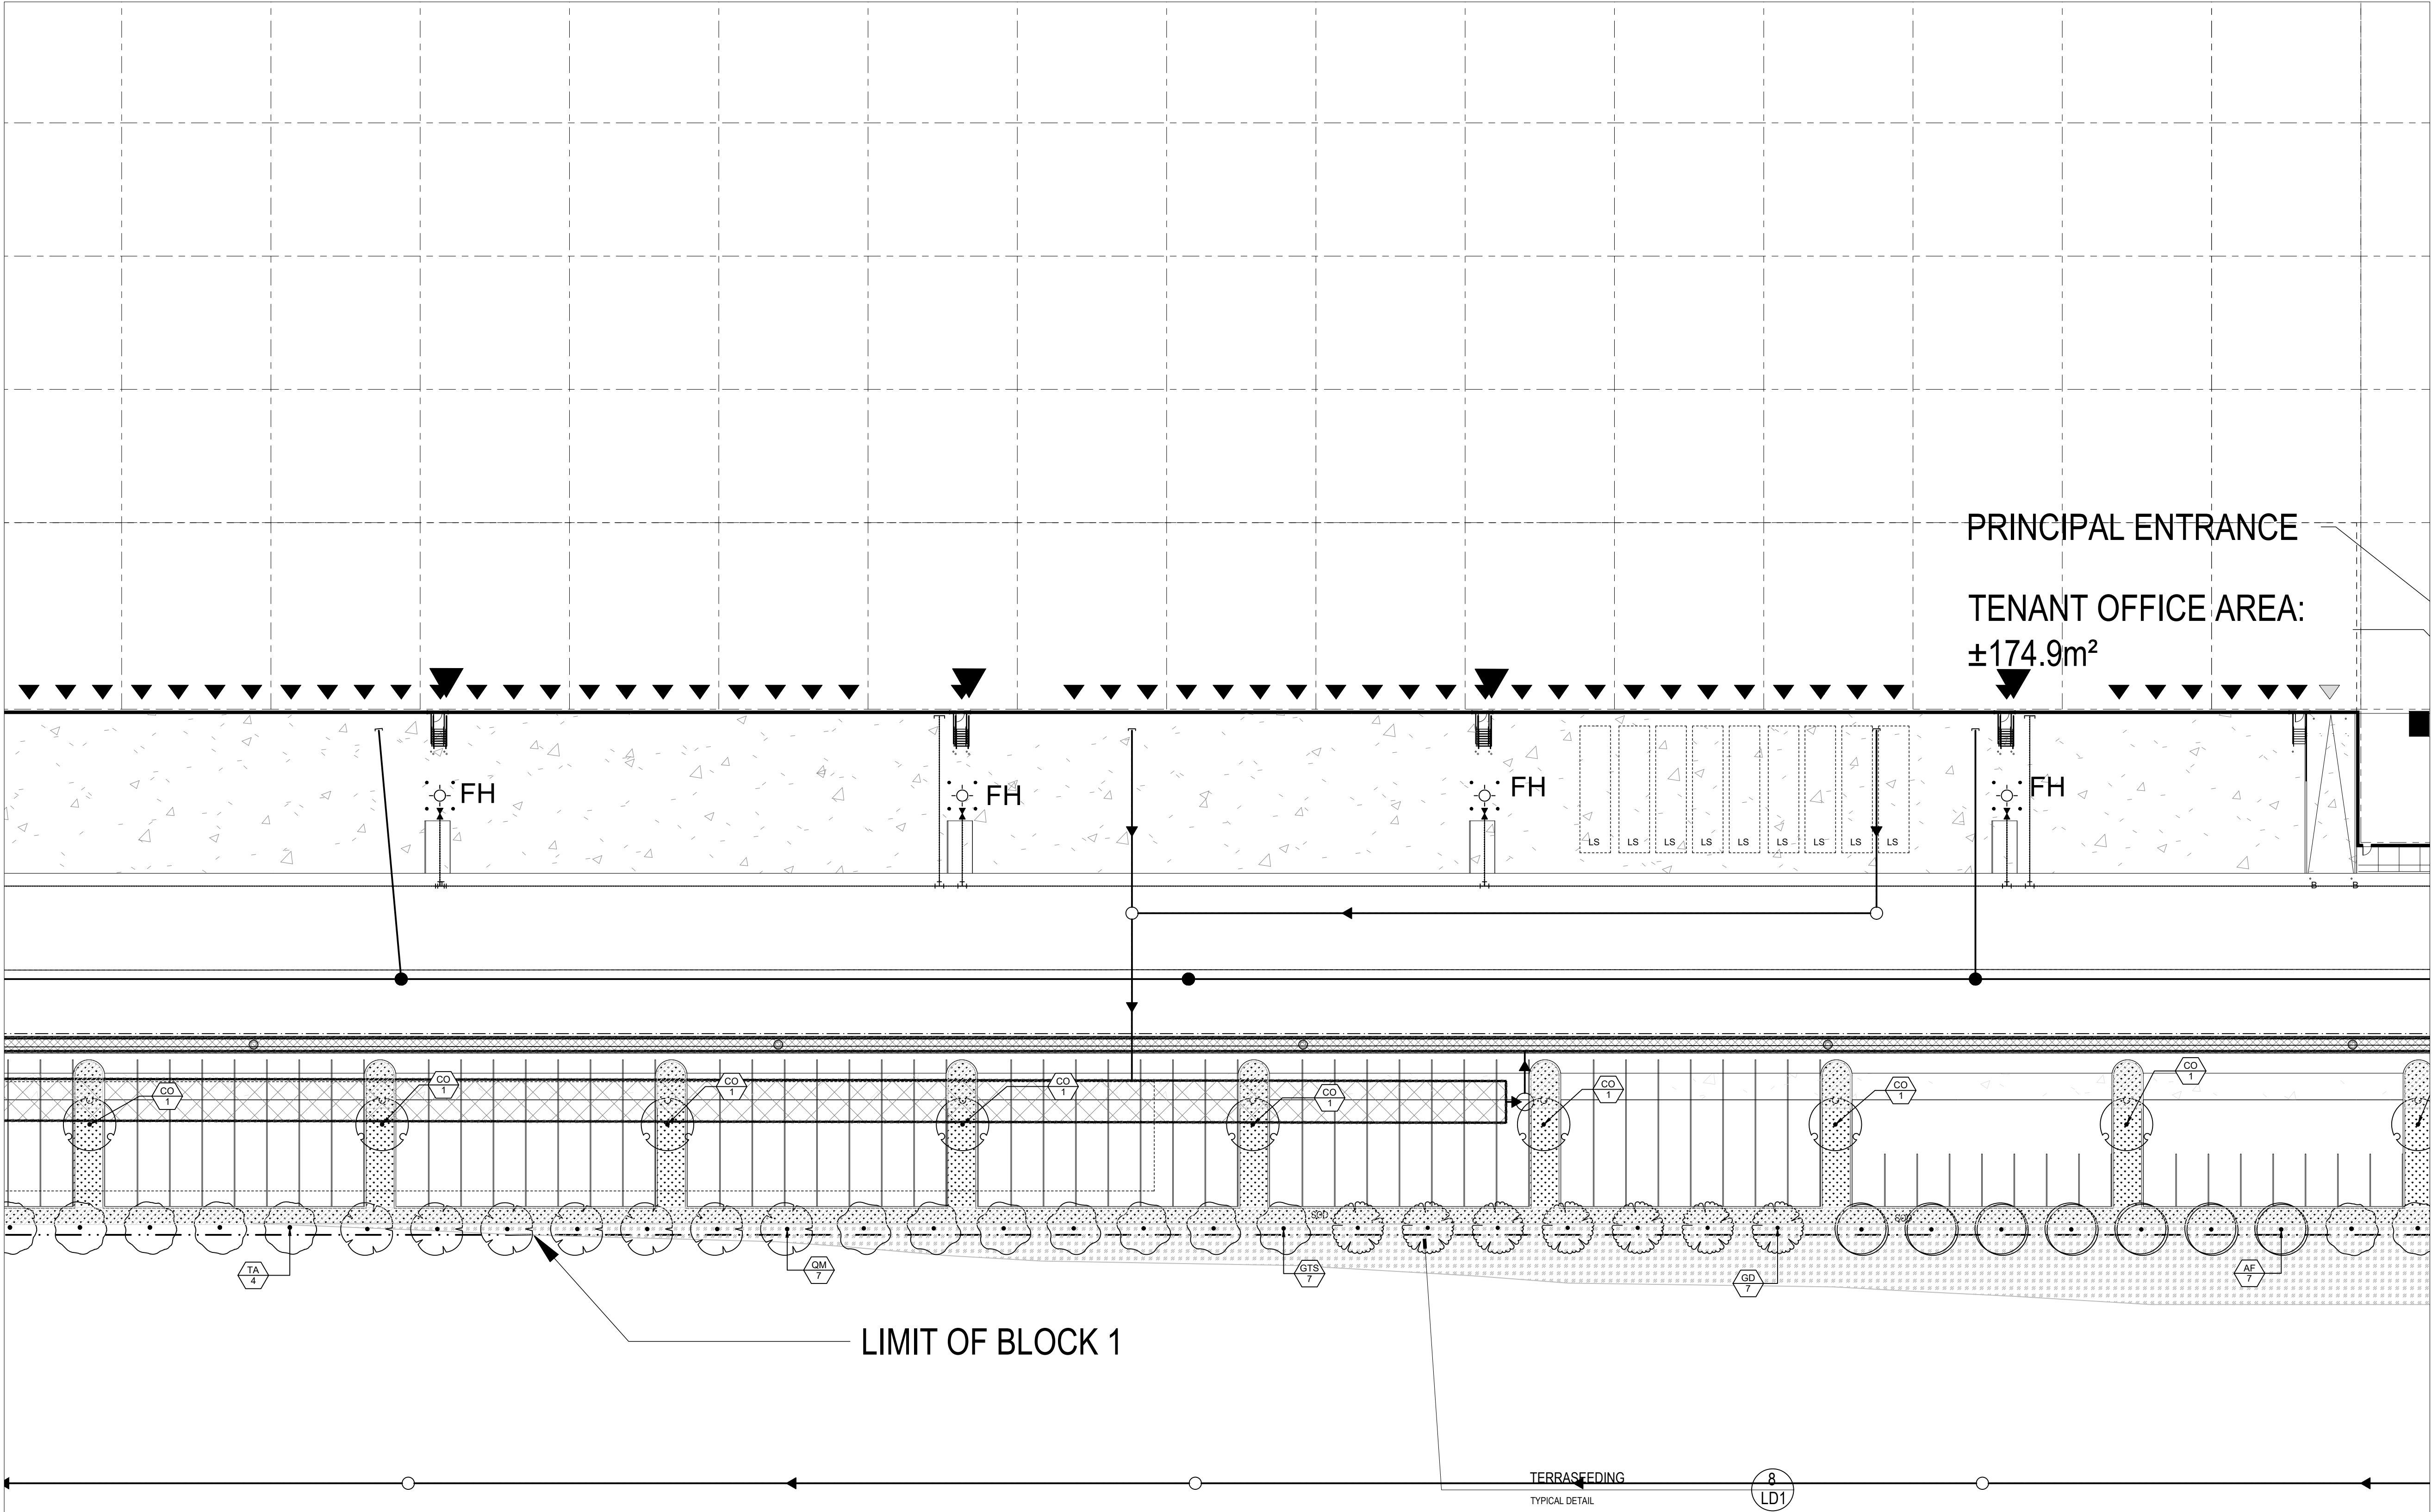 PRINCIPAL ENTRANCE
TENANT OFFICE AREA:
±174.9m²
FH
FH
FH
FH
LS
LS
LS
LS
LS
LS
LS
LS
LS
B
B
CO
1
CO
1
CO
1
CO
1
CO
1
CO
1
CO
1
CO
1
SOD
TA
4
QM
7
GTS
7
GD
7
AF
7
LIMIT OF BLOCK 1
TERRASEEDING
TYPICAL DETAIL
8
LD1